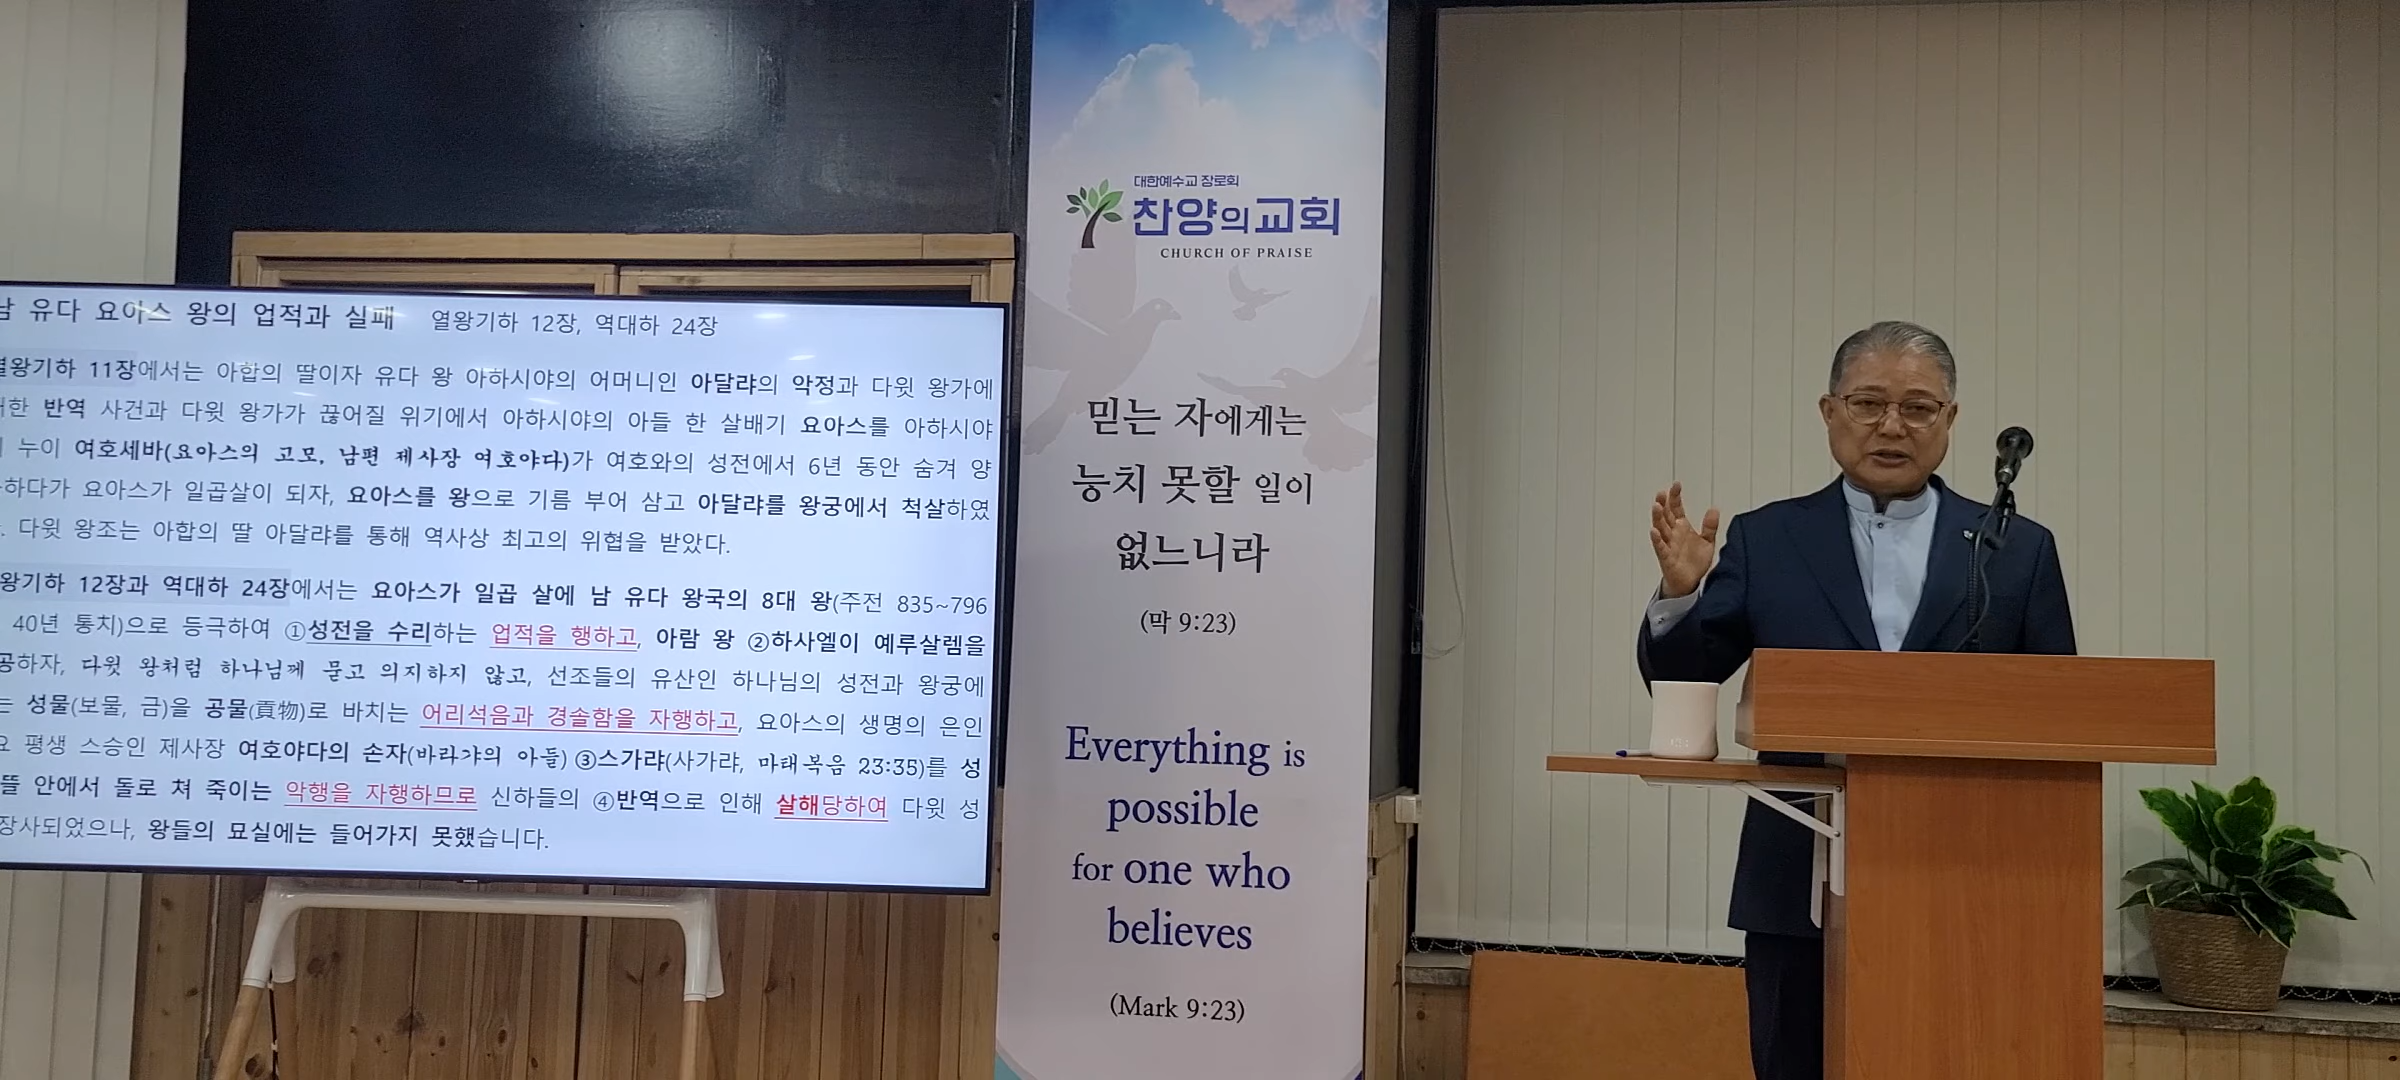 유다 요아스 왕의 업적과 실패 열왕기하 12장, 역대하 24장
열왕기하 11장에서는 아합의 딸이자 유다 왕 아하시야의 어머니인 아달랴의 악정과 다윗 왕가에
대한 반역 사건과 다윗 왕가가 끊어질 위기에서 아하시야의 아들 한 살배기 요아스를 아하시야
누이 여호세바(요아스의 고모, 남편 제사장 여호야다)가 여호와의 성전에서 6년 동안 숨겨 양
하다가 요아스가 일곱살이 되자, 요아스를 왕으로 기름 부어 삼고 아달랴를 왕궁에서 척살하였
. 다윗 왕조는 아합의 딸 아달랴를 통해 역사상 최고의 위협을 받았다.
왕기하 12장과 역대하 24장에서는 요아스가 일곱 살에 남 유다 왕국의 8대 왕(주전 835~796
40년 통치)으로 등극하여 ①성전을 수리하는 업적을 행하고, 아람 왕 ②하사엘이 예루살렘을
공하자, 다윗 왕처럼 하나님께 묻고 의지하지 않고, 선조들의 유산인 하나님의 성전과 왕궁에
는 성물(보물, 금)을 공물(貢物)로 바치는 어리석음과 경솔함을 자행하고, 요아스의 생명의 은인
요 평생 스승인 제사장 여호야다의 손자(바라갸의 아들) ③스가랴(사가랴, 마태복음 23:35)를 성
뜰 안에서 돌로 쳐 죽이는 악행을 자행하므로 신하들의 ④반역으로 인해 살해당하여 다윗 성
장사되었으나, 왕들의 묘실에는 들어가지 못했습니다.
대한예수교 장로회
찬양의교회
CHURCH OF PRAISE
믿는 자에게는
능치 못할 일이
없느니라
(막 9:23)
Everything is
possible
for one who
believes
(Mark 9:23)